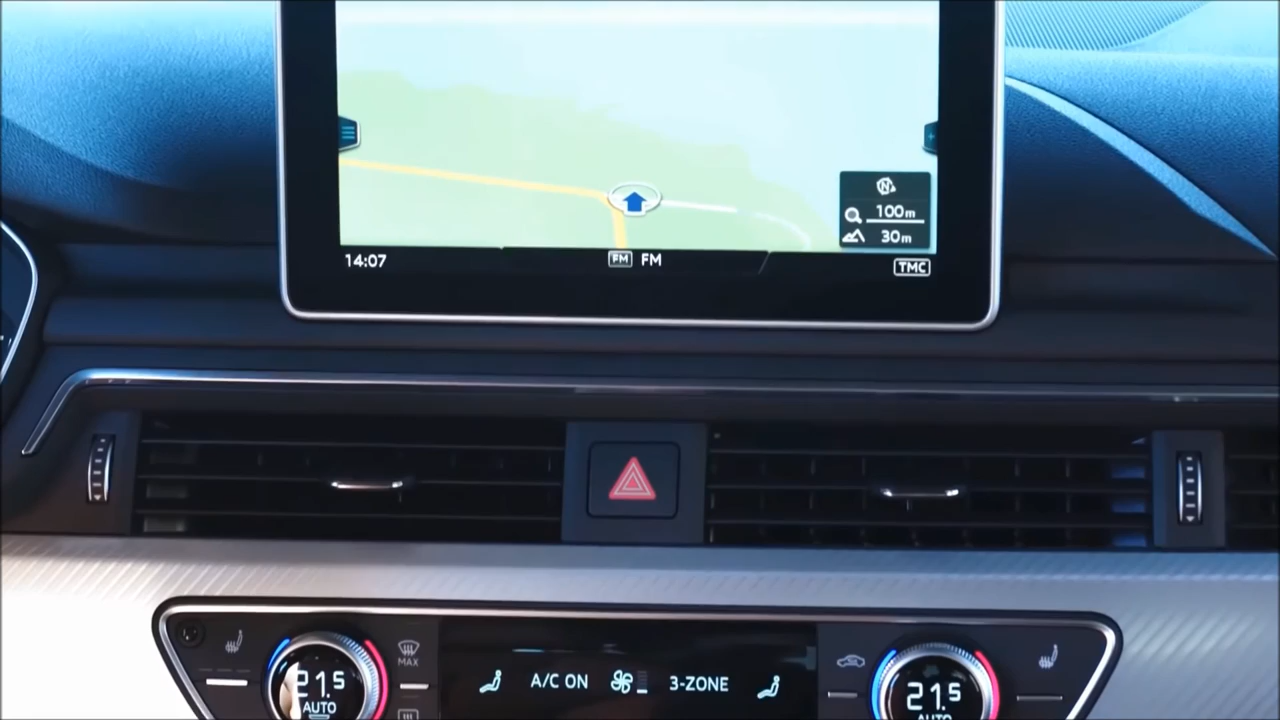 N
100m
30m
14:07
FM FM
TMC
MAX
A/C ON
3-ZONE
21.5
AUTO
21.5
AUTO